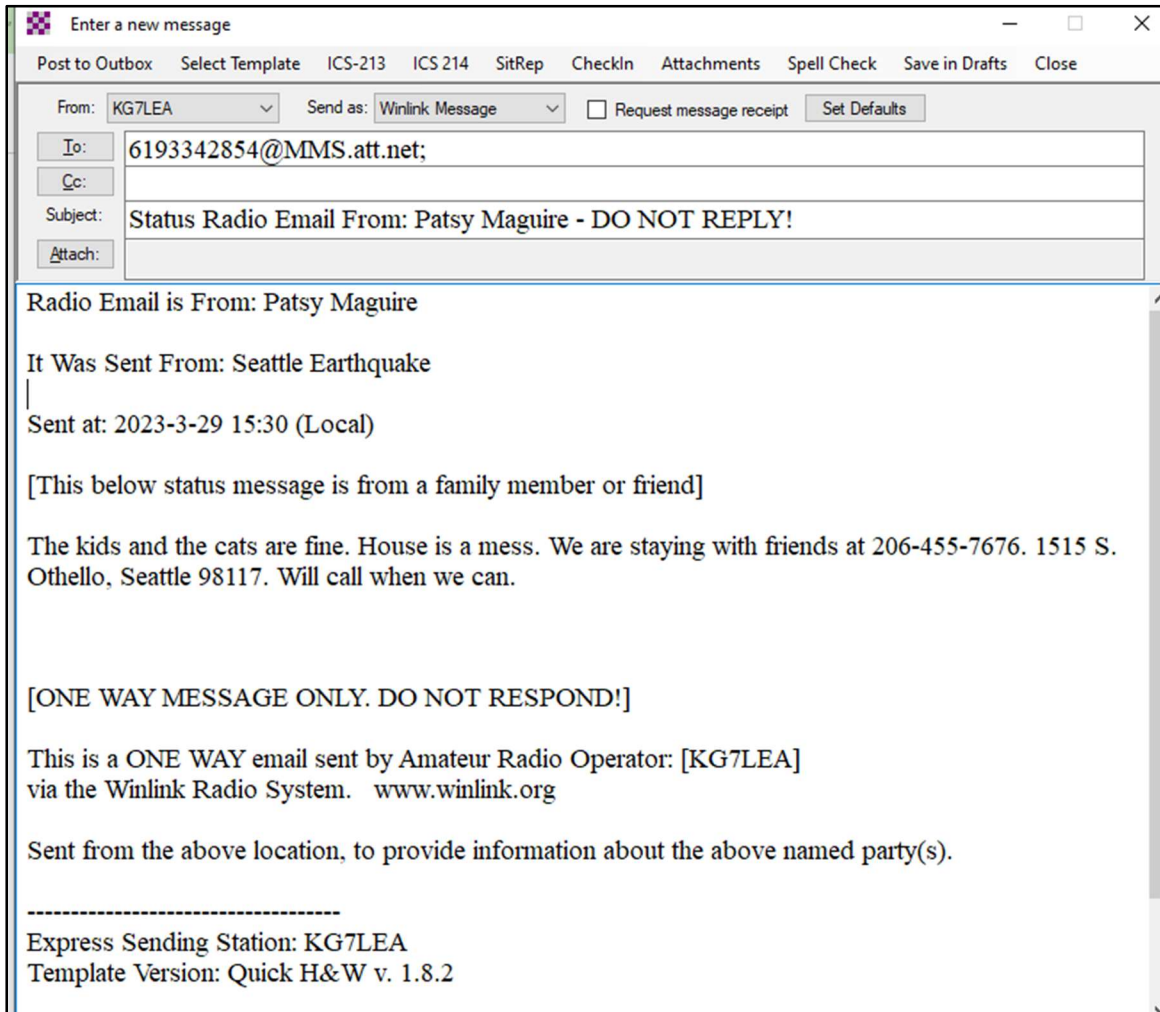 Enter a new message
Post to Outbox Select Template ICS-213 ICS 214 SitRep CheckIn Attachments Spell Check Save in Drafts Close
From: KG7LEA Send as: Winlink Message Request message receipt Set Defaults
To: 6193342854@MMS.att.net;
Cc:
Subject: Status Radio Email From: Patsy Maguire - DO NOT REPLY!
Attach:
Radio Email is From: Patsy Maguire
It Was Sent From: Seattle Earthquake
Sent at: 2023-3-29 15:30 (Local)
[This below status message is from a family member or friend]
The kids and the cats are fine. House is a mess. We are staying with friends at 206-455-7676. 1515 S.
Othello, Seattle 98117. Will call when we can.
[ONE WAY MESSAGE ONLY. DO NOT RESPOND!]
This is a ONE WAY email sent by Amateur Radio Operator: [KG7LEA]
via the Winlink Radio System. www.winlink.org
Sent from the above location, to provide information about the above named party(s).
------------------------------------
Express Sending Station: KG7LEA
Template Version: Quick H&W v. 1.8.2